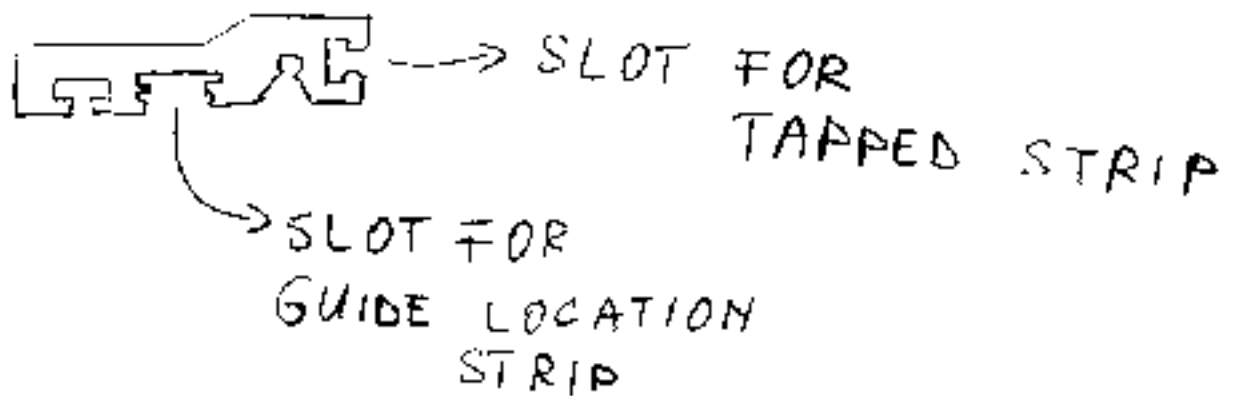 SLOT FOR
TAPPED STRIP
SLOT FOR
GUIDE LOCATION
STRIP